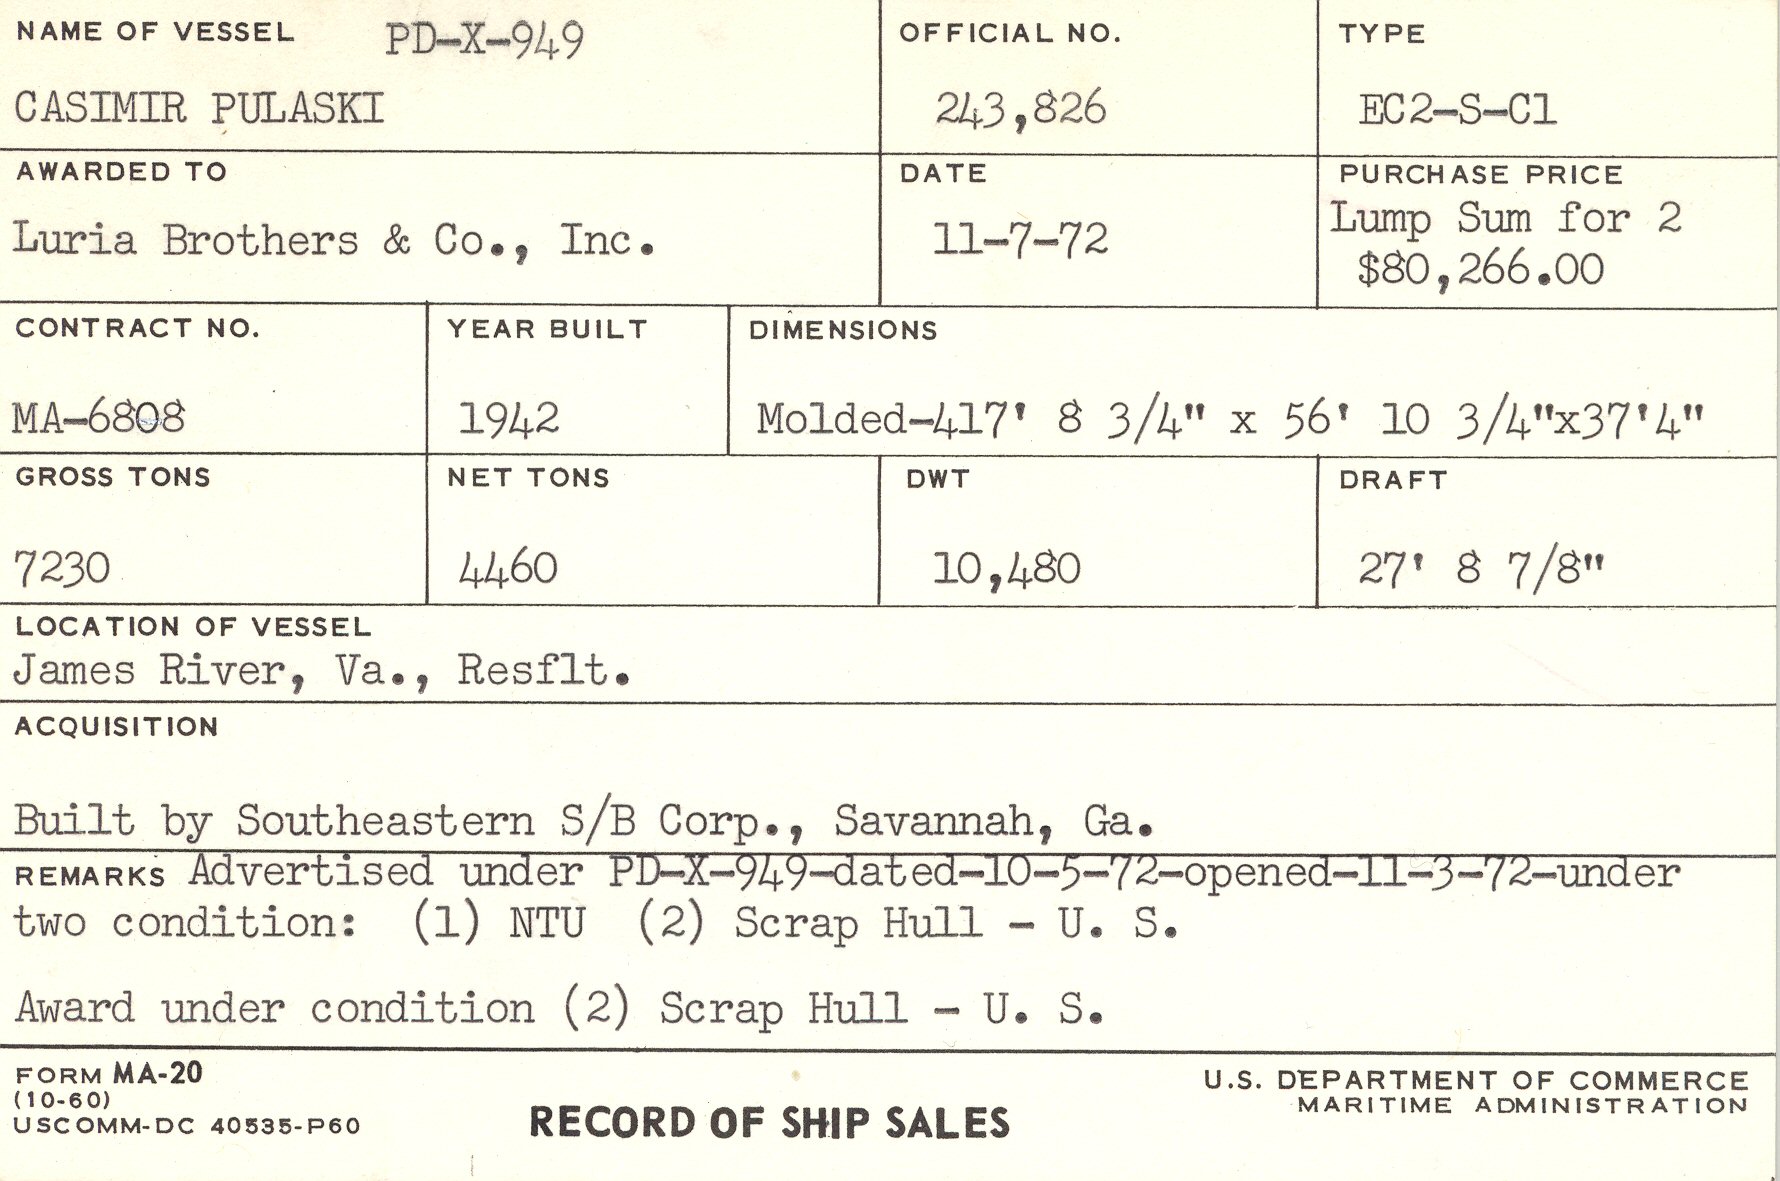 NAME OF VESSEL PD-X-949
CASIMIR PULASKI
OFFICIAL NO.
243,826
TYPE
EC2-S-C1
AWARDED TO
Luria Brothers & Co., Inc.
DATE
11-7-72
PURCHASE PRICE
Lump Sum for 2
$80,266.00
CONTRACT NO.
MA-6808
YEAR BUILT
1942
DIMENSIONS
Molded-417' 8 3/4" x 56' 10 3/4"x37'4"
GROSS TONS
7230
NET TONS
4460
DWT
10,480
DRAFT
27' 8 7/8"
LOCATION OF VESSEL
James River, Va., Resflt.
ACQUISITION
Built by Southeastern S/B Corp., Savannah, Ga.
REMARKS Advertised under PD-X-949-dated-10-5-72-opened-11-3-72-under
two condition: (1) NTU (2) Scrap Hull - U. S.
Award under condition (2) Scrap Hull - U. S.
FORM MA-20
(10-60)
USCOMM-DC 40535-P60
RECORD OF SHIP SALES
U.S. DEPARTMENT OF COMMERCE
MARITIME ADMINISTRATION